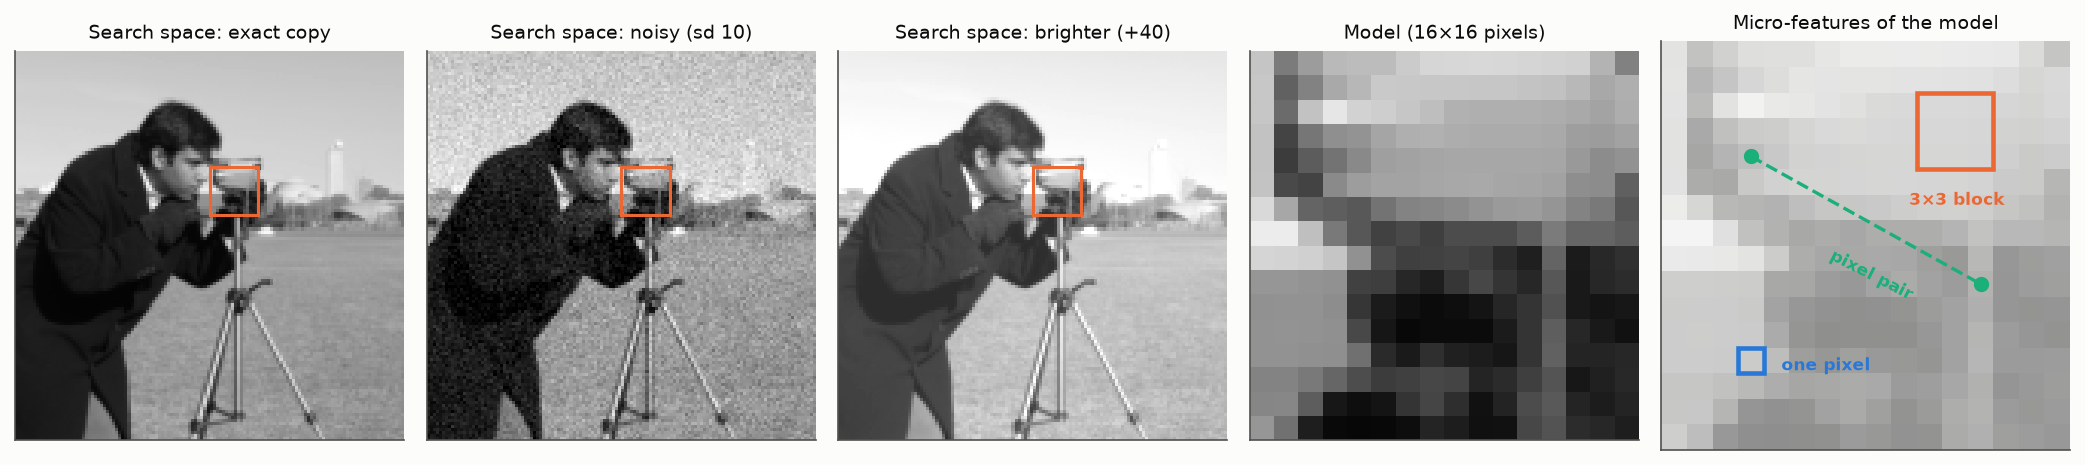 Search space: exact copy
Search space: noisy (sd 10)
Search space: brighter (+40)
Model (16×16 pixels)
Micro-features of the model
3×3 block
pixel pair
one pixel